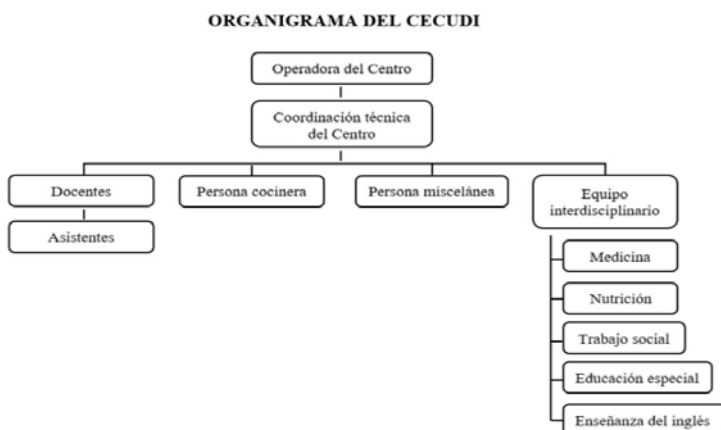 ORGANIGRAMA DEL CECUDI
Operadora del Centro
Coordinación técnica
del Centro
Docentes
Persona cocinera
Persona miscelánea
Equipo
interdisciplinario
Asistentes
Medicina
Nutrición
Trabajo social
Educación especial
Enseñanza del inglés